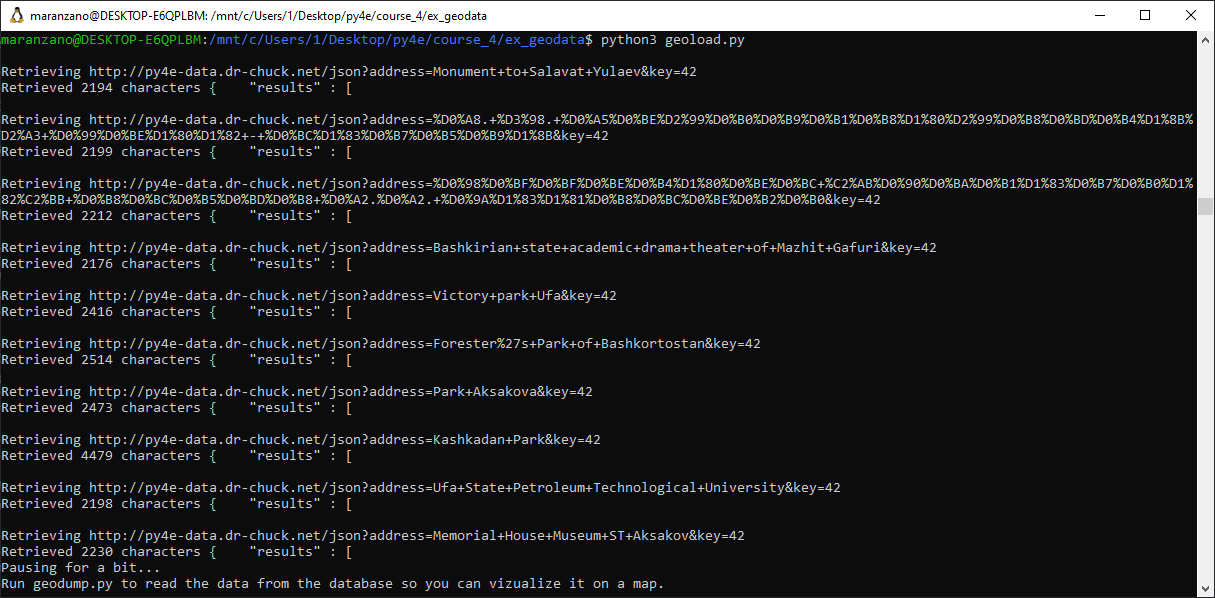 maranzano@DESKTOP-E6QPLBM: /mnt/c/Users/1/Desktop/py4e/course_4/ex_geodata
maranzano@DESKTOP-E6QPLBM:/mnt/c/Users/1/Desktop/py4e/course_4/ex_geodata$ python3 geoload.py
Retrieving http://py4e-data.dr-chuck.net/json?address=Monument+to+Salavat+Yulaev&key=42
Retrieved 2194 characters {    "results" : [
Retrieving http://py4e-data.dr-chuck.net/json?address=%D0%A8.+%D3%98.+%D0%A5%D0%BE%D2%99%D0%B0%D0%B9%D0%B1%D0%B8%D1%80%D2%99%D0%B8%D0%BD%D0%B4%D1%8B%
D2%A3+%D0%99%D0%BE%D1%80%D1%82+-+%D0%BC%D1%83%D0%B7%D0%B5%D0%B9%D1%8B&key=42
Retrieved 2199 characters {    "results" : [
Retrieving http://py4e-data.dr-chuck.net/json?address=%D0%98%D0%BF%D0%BF%D0%BE%D0%B4%D1%80%D0%BE%D0%BC+%C2%AB%D0%90%D0%BA%D0%B1%D1%83%D0%B7%D0%B0%D1%
82%C2%BB+%D0%B8%D0%BC%D0%B5%D0%BD%D0%B8+%D0%A2.%D0%A2.+%D0%9A%D1%83%D1%81%D0%B8%D0%BC%D0%BE%D0%B2%D0%B0&key=42
Retrieved 2212 characters {    "results" : [
Retrieving http://py4e-data.dr-chuck.net/json?address=Bashkirian+state+academic+drama+theater+of+Mazhit+Gafuri&key=42
Retrieved 2176 characters {    "results" : [
Retrieving http://py4e-data.dr-chuck.net/json?address=Victory+park+Ufa&key=42
Retrieved 2416 characters {    "results" : [
Retrieving http://py4e-data.dr-chuck.net/json?address=Forester%27s+Park+of+Bashkortostan&key=42
Retrieved 2514 characters {    "results" : [
Retrieving http://py4e-data.dr-chuck.net/json?address=Park+Aksakova&key=42
Retrieved 2473 characters {    "results" : [
Retrieving http://py4e-data.dr-chuck.net/json?address=Kashkadan+Park&key=42
Retrieved 4479 characters {    "results" : [
Retrieving http://py4e-data.dr-chuck.net/json?address=Ufa+State+Petroleum+Technological+University&key=42
Retrieved 2198 characters {    "results" : [
Retrieving http://py4e-data.dr-chuck.net/json?address=Memorial+House+Museum+ST+Aksakov&key=42
Retrieved 2230 characters {    "results" : [
Pausing for a bit...
Run geodump.py to read the data from the database so you can vizualize it on a map.